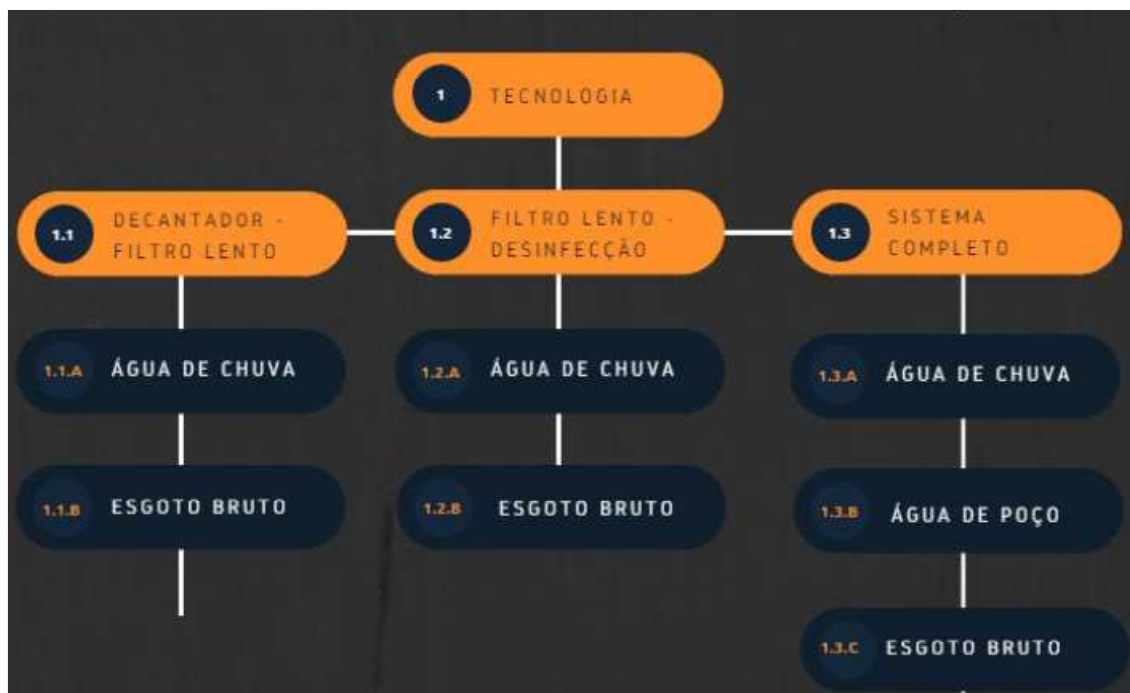 1 TECNOLOGIA
1.1 DECANTADOR -
FILTRO LENTO
1.2 FILTRO LENTO -
DESINFECÇÃO
1.3 SISTEMA
COMPLETO
1.1.A ÁGUA DE CHUVA
1.2.A ÁGUA DE CHUVA
1.3.A ÁGUA DE CHUVA
1.1.B ESGOTO BRUTO
1.2.B ESGOTO BRUTO
1.3.B ÁGUA DE POÇO
1.3.C ESGOTO BRUTO